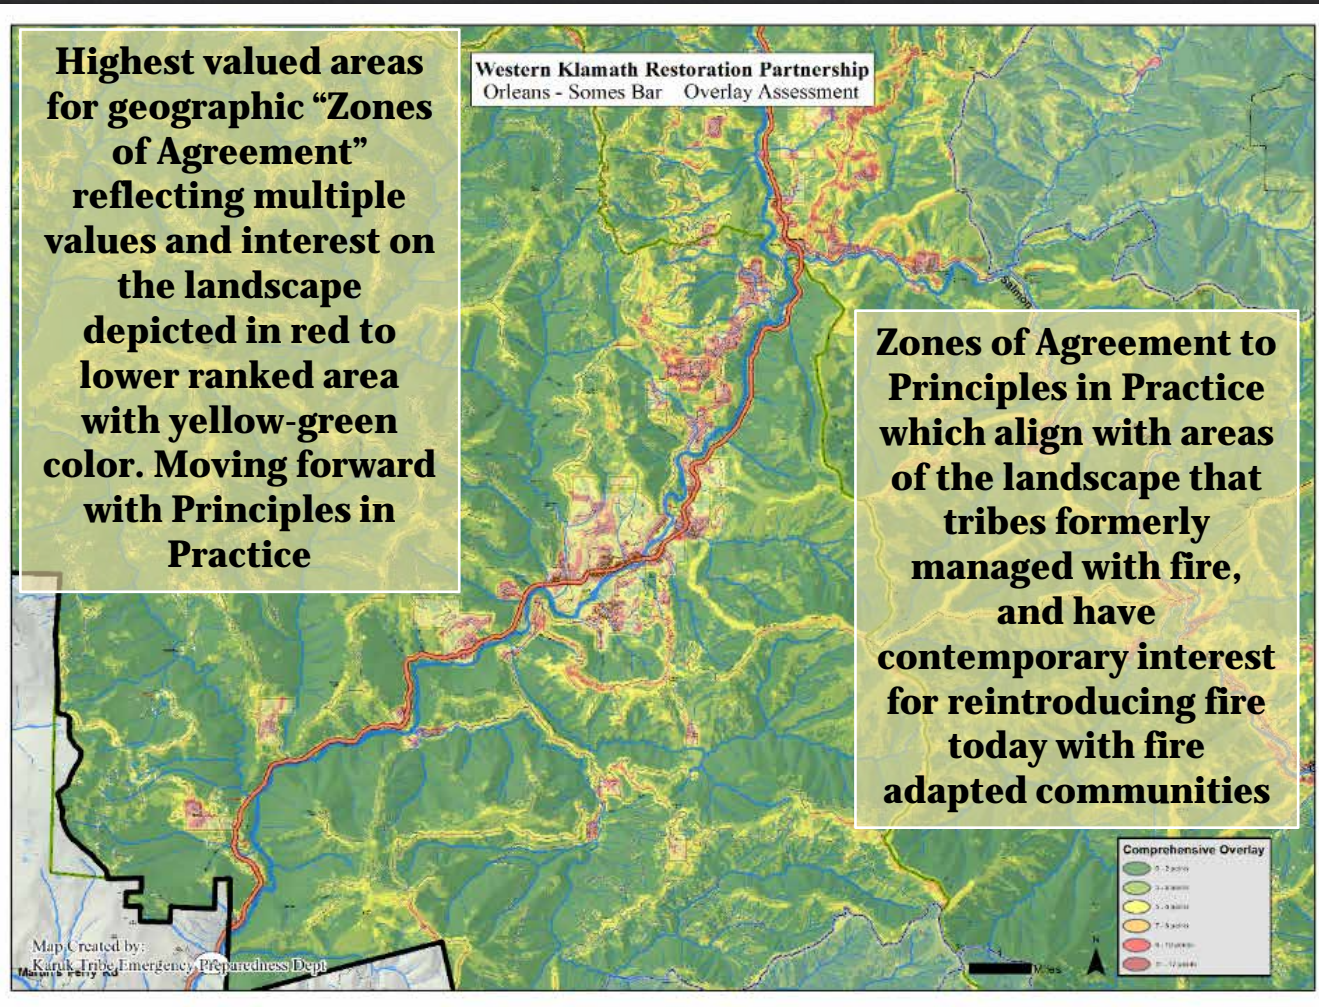 Highest valued areas
for geographic “Zones
of Agreement”
reflecting multiple
values and interest on
the landscape
depicted in red to
lower ranked area
with yellow-green
color. Moving forward
with Principles in
Practice
Western Klamath Restoration Partnership
Orleans - Somes Bar Overlay Assessment
Salmon
Zones of Agreement to
Principles in Practice
which align with areas
of the landscape that
tribes formerly
managed with fire,
and have
contemporary interest
for reintroducing fire
today with fire
adapted communities
Comprehensive Overlay
Map Created by:
Karuk Tribe Emergency Preparedness Dept
N
Miles